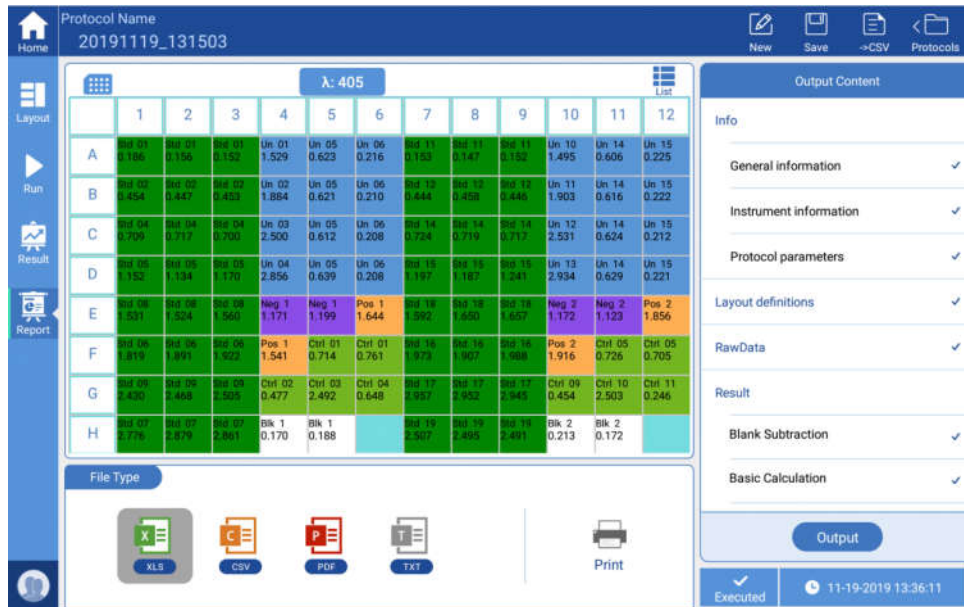 Protocol Name
20191119_131503
Home
New
Save
->CSV
Protocols
Layout
Run
Result
Report
λ: 405
List
1 2 3 4 5 6 7 8 9 10 11 12
A
Std 01 Std 01 Std 01 Un 01 Un 05 Un 06 Std 11 Std 11 Std 11 Un 10 Un 14 Un 15
0.186 0.156 0.152 1.529 0.623 0.216 0.153 0.147 0.152 1.495 0.606 0.225
B
Std 02 Std 02 Std 02 Un 02 Un 05 Un 06 Std 12 Std 12 Std 12 Un 11 Un 14 Un 15
0.454 0.447 0.453 1.884 0.621 0.210 0.444 0.458 0.446 1.903 0.616 0.222
C
Std 04 Std 04 Std 04 Un 03 Un 05 Un 06 Std 14 Std 14 Std 14 Un 12 Un 14 Un 15
0.709 0.717 0.700 2.500 0.612 0.208 0.724 0.719 0.717 2.531 0.624 0.212
D
Std 05 Std 05 Std 05 Un 04 Un 05 Un 06 Std 15 Std 15 Std 15 Un 13 Un 14 Un 15
1.152 1.134 1.170 2.856 0.639 0.208 1.197 1.187 1.241 2.934 0.629 0.221
E
Std 08 Std 08 Std 08 Neg 1 Neg 1 Pos 1 Std 18 Std 18 Std 18 Neg 2 Neg 2 Pos 2
1.531 1.524 1.560 1.171 1.199 1.644 1.592 1.650 1.657 1.172 1.123 1.856
F
Std 06 Std 06 Std 06 Pos 1 Ctrl 01 Ctrl 01 Std 16 Std 16 Std 16 Pos 2 Ctrl 05 Ctrl 05
1.819 1.891 1.922 1.541 0.714 0.761 1.973 1.907 1.988 1.916 0.726 0.705
G
Std 09 Std 09 Std 09 Ctrl 02 Ctrl 03 Ctrl 04 Std 17 Std 17 Std 17 Ctrl 09 Ctrl 10 Ctrl 11
2.430 2.468 2.505 0.477 2.492 0.648 2.957 2.952 2.945 0.454 2.503 0.246
H
Std 07 Std 07 Std 07 Blk 1 Blk 1 Std 19 Std 19 Std 19 Blk 2 Blk 2
2.776 2.879 2.861 0.170 0.188 2.507 2.495 2.491 0.213 0.172
File Type
XLS
CSV
PDF
TXT
Print
Output Content
Info
General information
Instrument information
Protocol parameters
Layout definitions
RawData
Result
Blank Subtraction
Basic Calculation
Output
Executed
11-19-2019 13:36:11